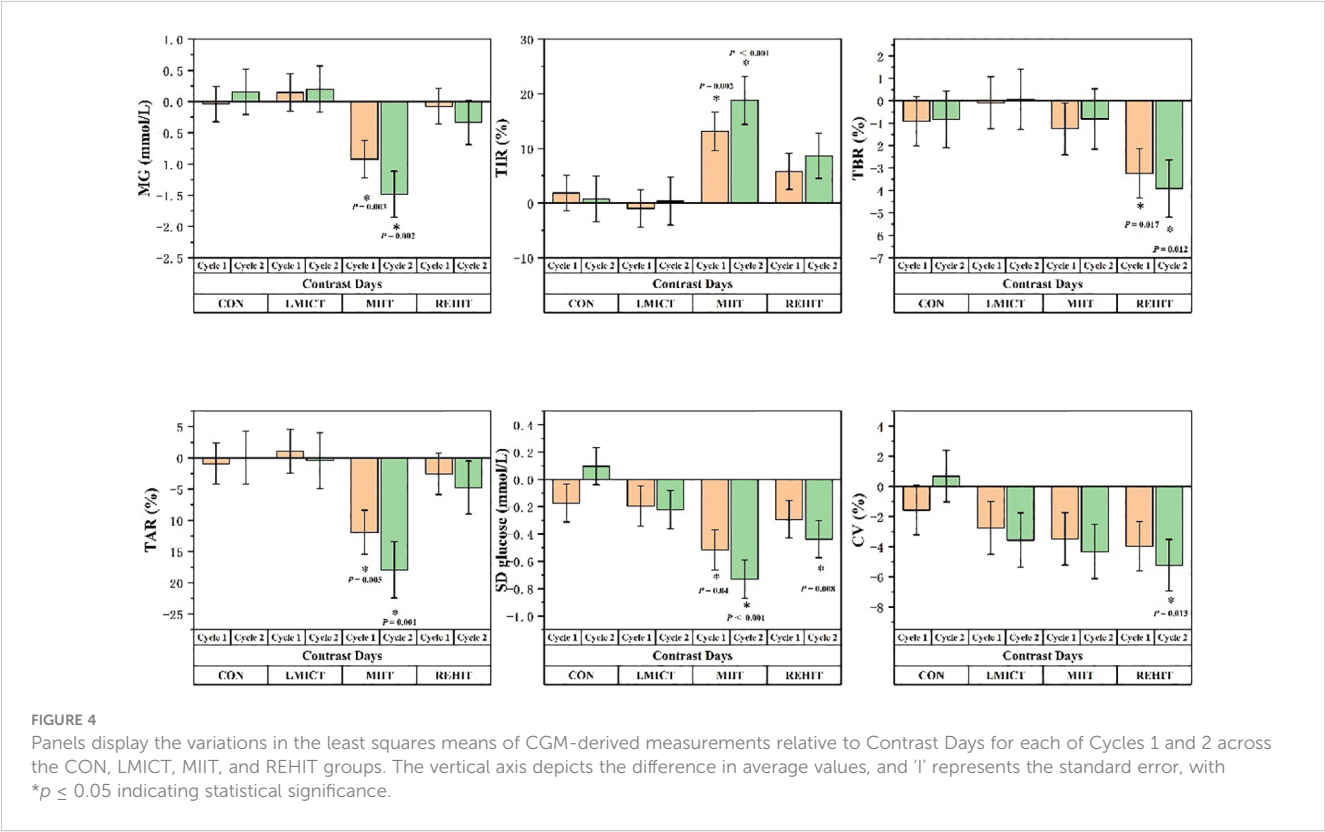 1.0
0.5
0.0
0.5
1.0
-1.5
-2.0
-2.5
MG (mmol/L)
P-0.003
P-0.002
Cycle 1 Cycle 2 Cycle 1 Cycle 2 Cycle 1 Cycle 2 Cycle 1 Cycle 2
Contrast Days
CON LMICT MIIT REHIT
30
20
10
0
-10
TIR (%)
P-0.002
P <0.001
Cycle 1 Cycle 2 Cycle 1 Cycle 2 Cycle 1 Cycle 2 Cycle 1 Cycle 2
Contrast Days
CON LMICT MIIT REHIT
2
1
0
-1
2
3
4
-5
6
-7
TBR (%)
P=0.017
P=0.012
Cycle 1 Cycle 2 Cycle 1 Cycle 2 Cycle 1 Cycle 2 Cycle 1 Cycle 2
Contrast Days
CON LMICT MIIT REHIT
5
0
-5
10
15
20
-25
TAR (%)
P=0.003
P=0.001
Cycle 1 Cycle 2 Cycle 1 Cycle 2 Cycle 1 Cycle 2 Cycle 1 Cycle 2
Contrast Days
CON LMICT MIIT REHIT
0.4
0.2
0.0
-0.2
-0.4
-0.6
-0.8
-1.0
SD glucose (mmol/L)
P-0.04
P<0.001
P=0.008
Cycle 1 Cycle 2 Cycle 1 Cycle 2 Cycle 1 Cycle 2 Cycle 1 Cycle 2
Contrast Days
CON LMICT MIIT REHIT
4
2
0
-2
-4
-6
-8
CV (%)
P-0.013
Cycle 1 Cycle 2 Cycle 1 Cycle 2 Cycle 1 Cycle 2 Cycle 1 Cycle 2
Contrast Days
CON LMICT MIIT REHIT
FIGURE 4
Panels display the variations in the least squares means of CGM-derived measurements relative to Contrast Days for each of Cycles 1 and 2 across
the CON, LMICT, MIIT, and REHIT groups. The vertical axis depicts the difference in average values, and ‘I’ represents the standard error, with
*p ≤ 0.05 indicating statistical significance.